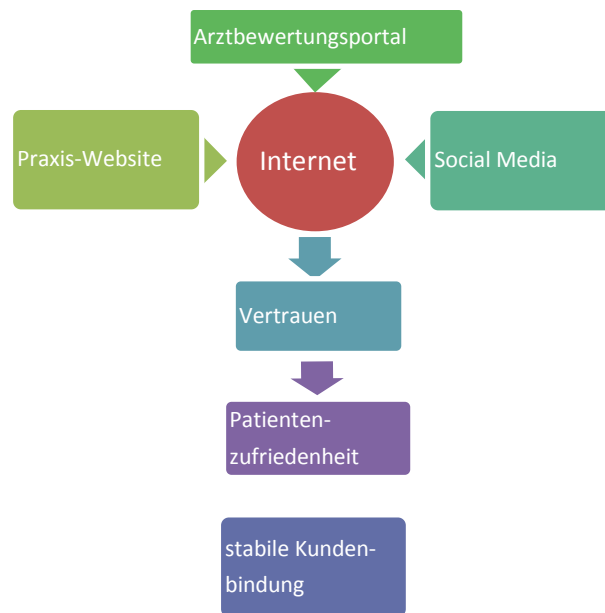 Arztbewertungsportal
Praxis-Website
Internet
Social Media
Vertrauen
Patienten-
zufriedenheit
stabile Kunden-
bindung